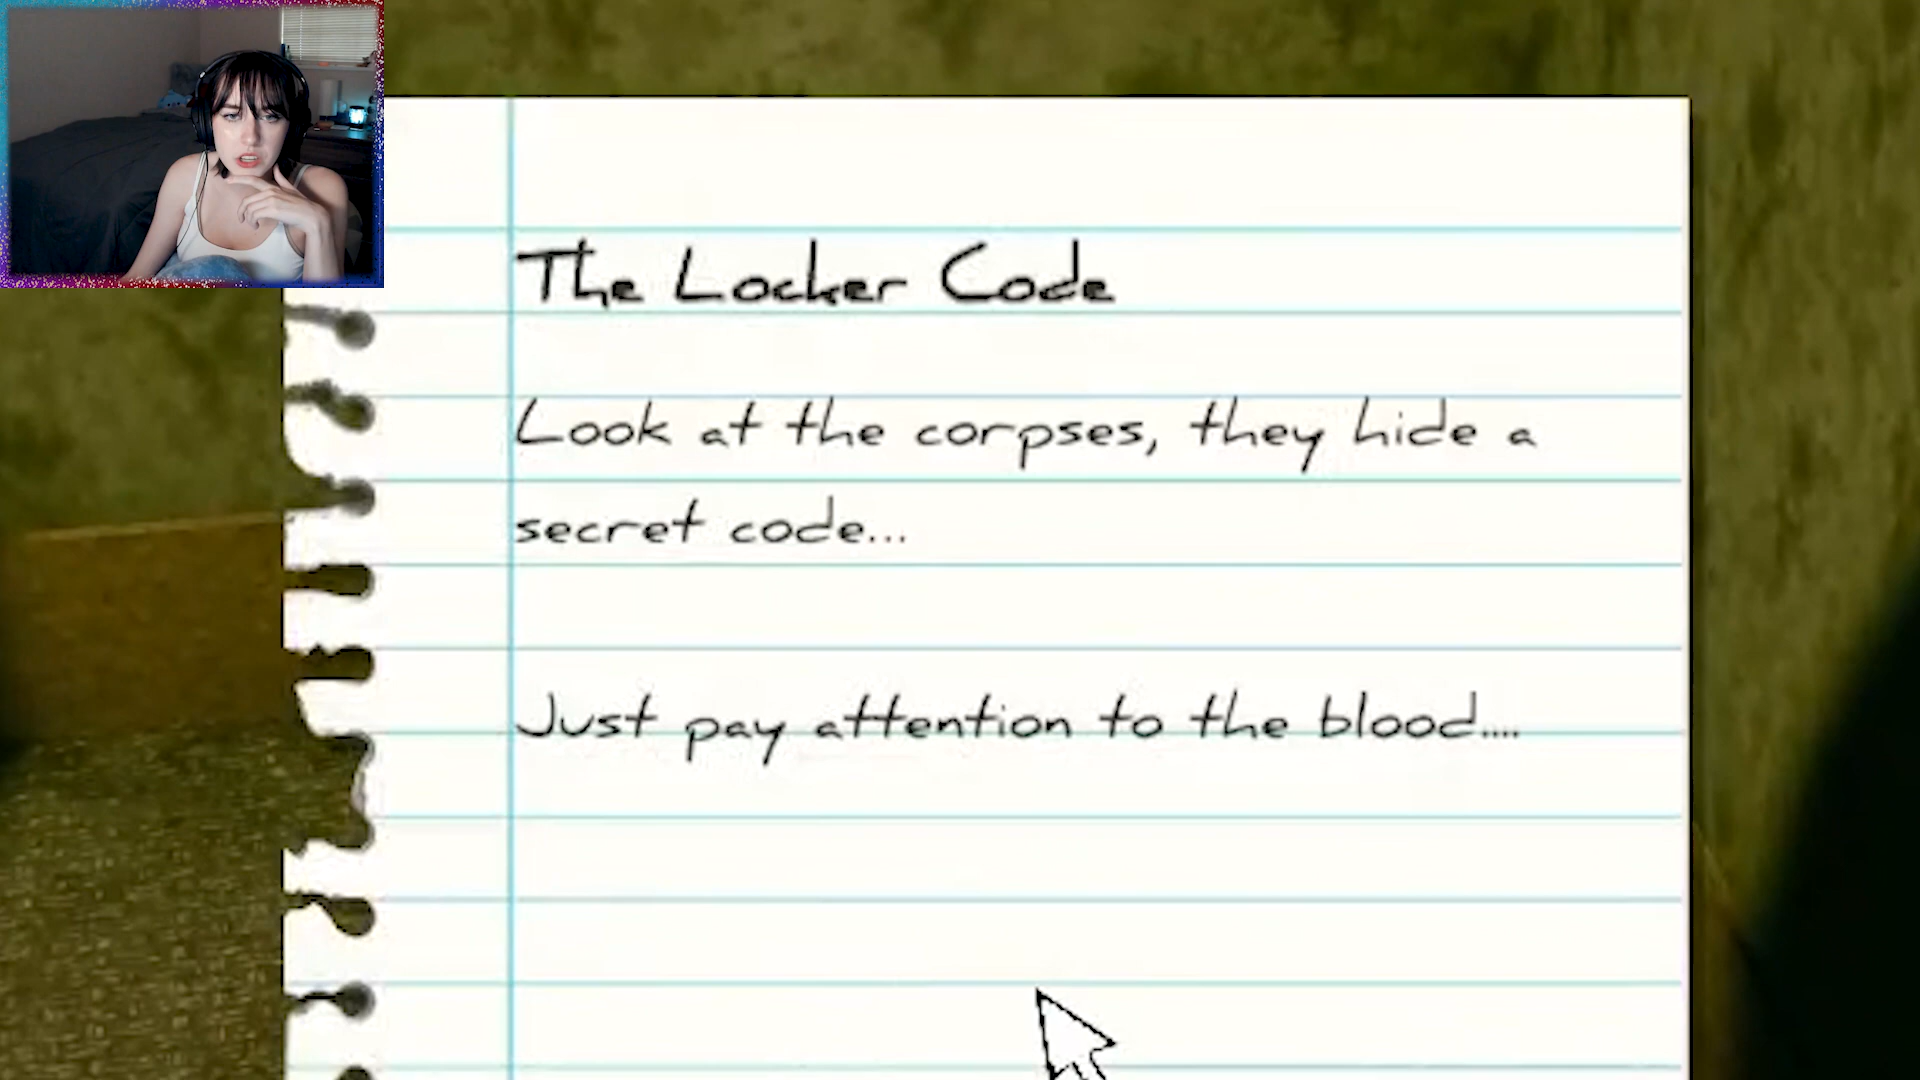 The Locker Code
Look at the corpses, they hide a
secret code...
Just pay attention to the blood....